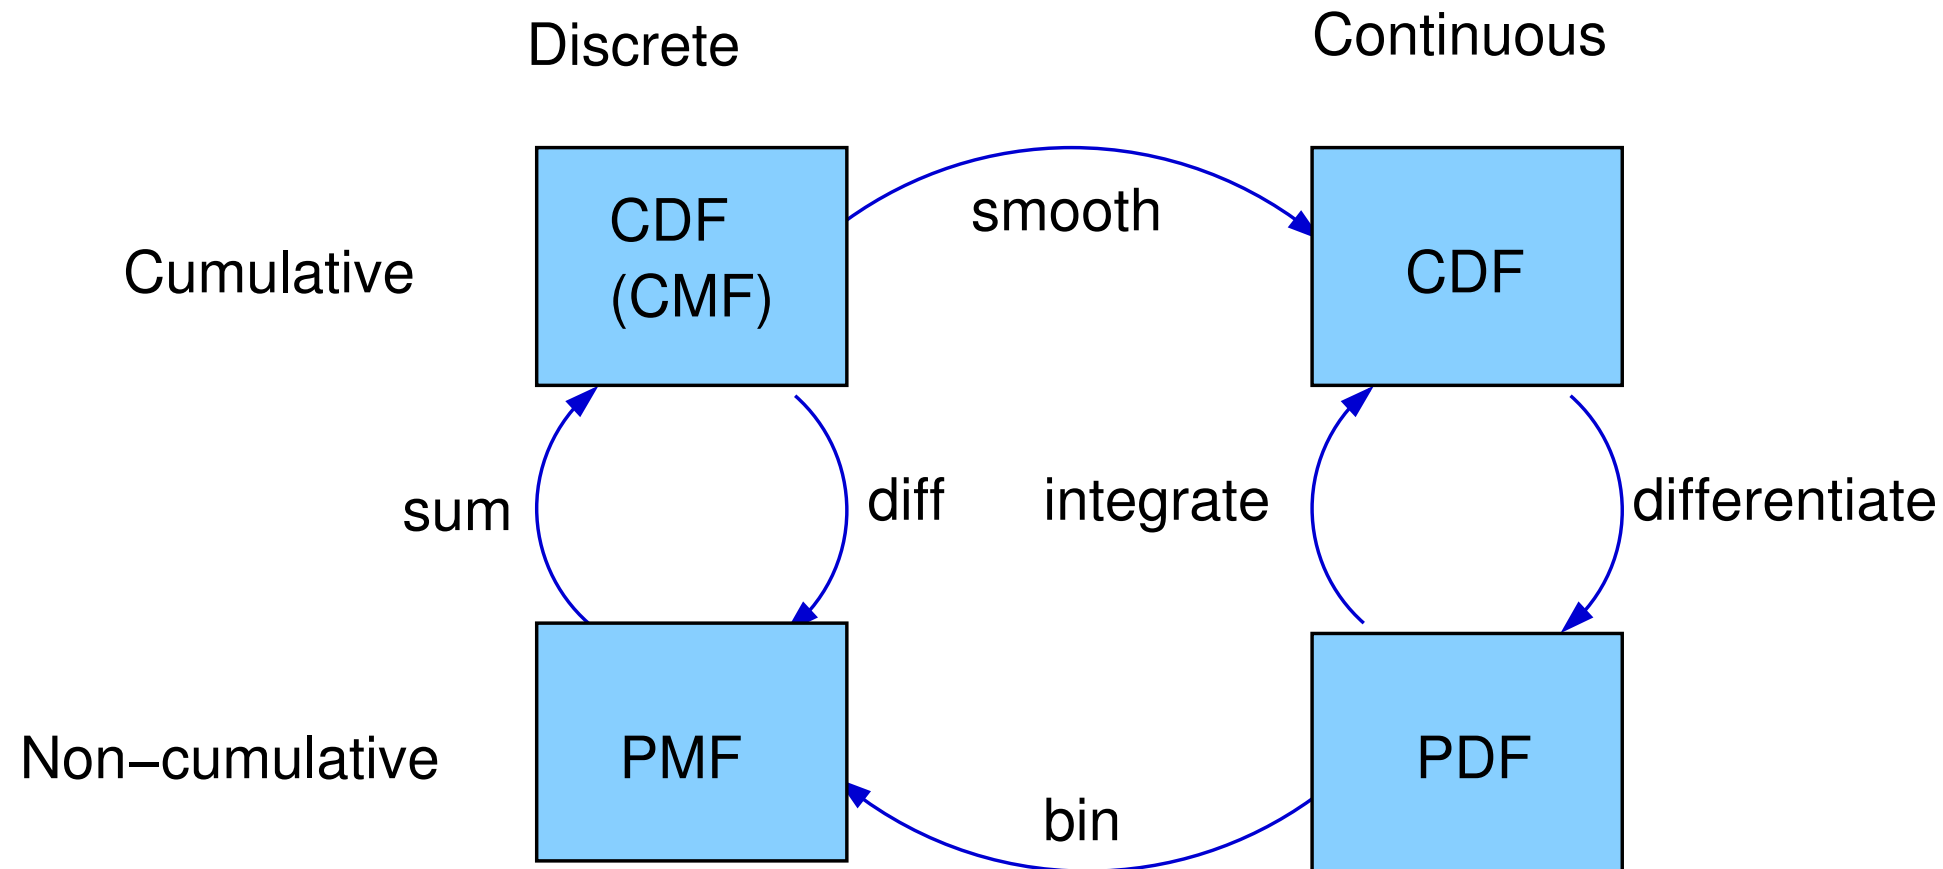 Discrete
Continuous
CDF
(CMF)
smooth
CDF
Cumulative
sum
diff
integrate
differentiate
Non−cumulative
PMF
bin
PDF